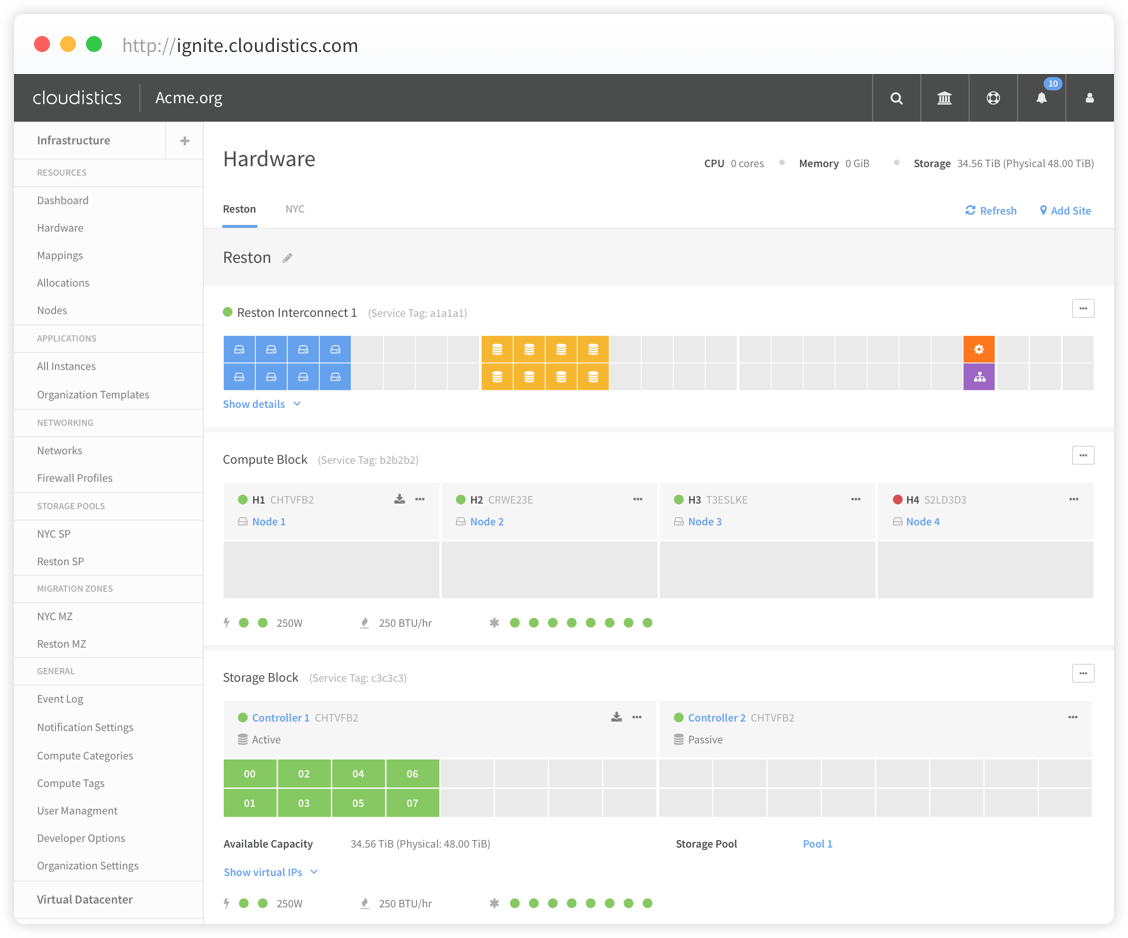 http://ignite.cloudistics.com
cloudistics Acme.org 10
Infrastructure
RESOURCES
Dashboard
Hardware
Mappings
Allocations
Nodes
APPLICATIONS
All Instances
Organization Templates
NETWORKING
Networks
Firewall Profiles
STORAGE POOLS
NYC SP
Reston SP
MIGRATION ZONES
NYC MZ
Reston MZ
GENERAL
Event Log
Notification Settings
Compute Categories
Compute Tags
User Managment
Developer Options
Organization Settings
Virtual Datacenter
Hardware
CPU 0 cores Memory 0 GiB Storage 34.56 TiB (Physical 48.00 TiB)
Reston NYC Refresh Add Site
Reston
Reston Interconnect 1 (Service Tag: a1a1a1)
Show details
Compute Block (Service Tag: b2b2b2)
H1 CHTVFB2 H2 CRWE23E H3 T3ESLKE H4 S2LD3D3
Node 1 Node 2 Node 3 Node 4
250W 250 BTU/hr
Storage Block (Service Tag: c3c3c3)
Controller 1 CHTVFB2 Controller 2 CHTVFB2
Active Passive
00 02 04 06
01 03 05 07
Available Capacity 34.56 TiB (Physical: 48.00 TiB) Storage Pool Pool 1
Show virtual IPs
250W 250 BTU/hr